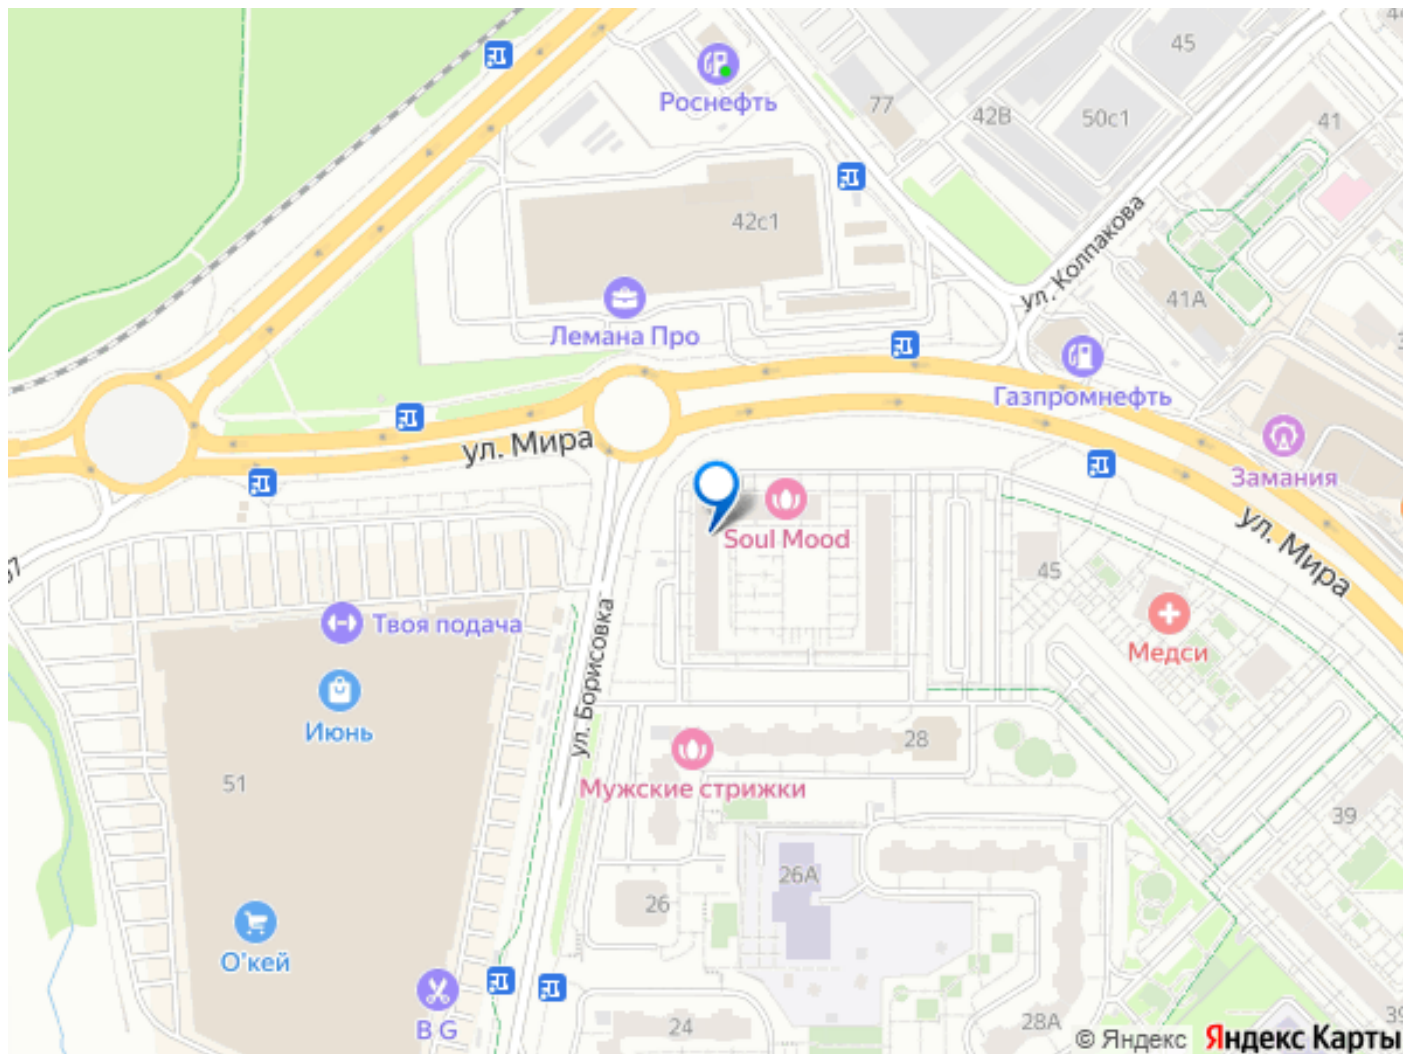 45
Роснефть
77
42В
50с1
41
42с1
ул. Колпакова
41А
Лемана Про
Газпромнефть
ул. Мира
Замания
Soul Mood
ул. Мира
45
Твоя подача
Медси
ул. Борисовка
Июнь
28
51
Мужские стрижки
39
26А
26
О'кей
B G
24
28А
39
© Яндекс Яндекс Карты